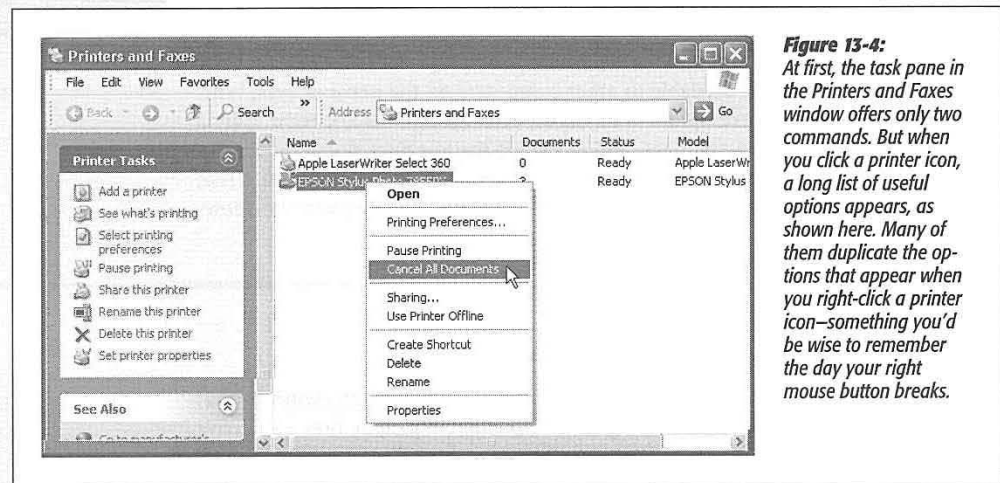 Printers and Faxes
File Edit View Favorites Tools Help
Back Search » Address Printers and Faxes Go
Name Documents Status Model
Apple LaserWriter Select 360 0 Ready Apple LaserWr
EPSON Stylus Photo Ready EPSON Stylus
Printer Tasks
Add a printer
See what's printing
Select printing
preferences
Pause printing
Share this printer
Rename this printer
Delete this printer
Set printer properties
See Also
Go to manufacturer's
Open
Printing Preferences...
Pause Printing
Cancel All Documents
Sharing...
Use Printer Offline
Create Shortcut
Delete
Rename
Properties
Figure 13-4:
At first, the task pane in
the Printers and Faxes
window offers only two
commands. But when
you click a printer icon,
a long list of useful
options appears, as
shown here. Many of
them duplicate the op-
tions that appear when
you right-click a printer
icon—something you'd
be wise to remember
the day your right
mouse button breaks.